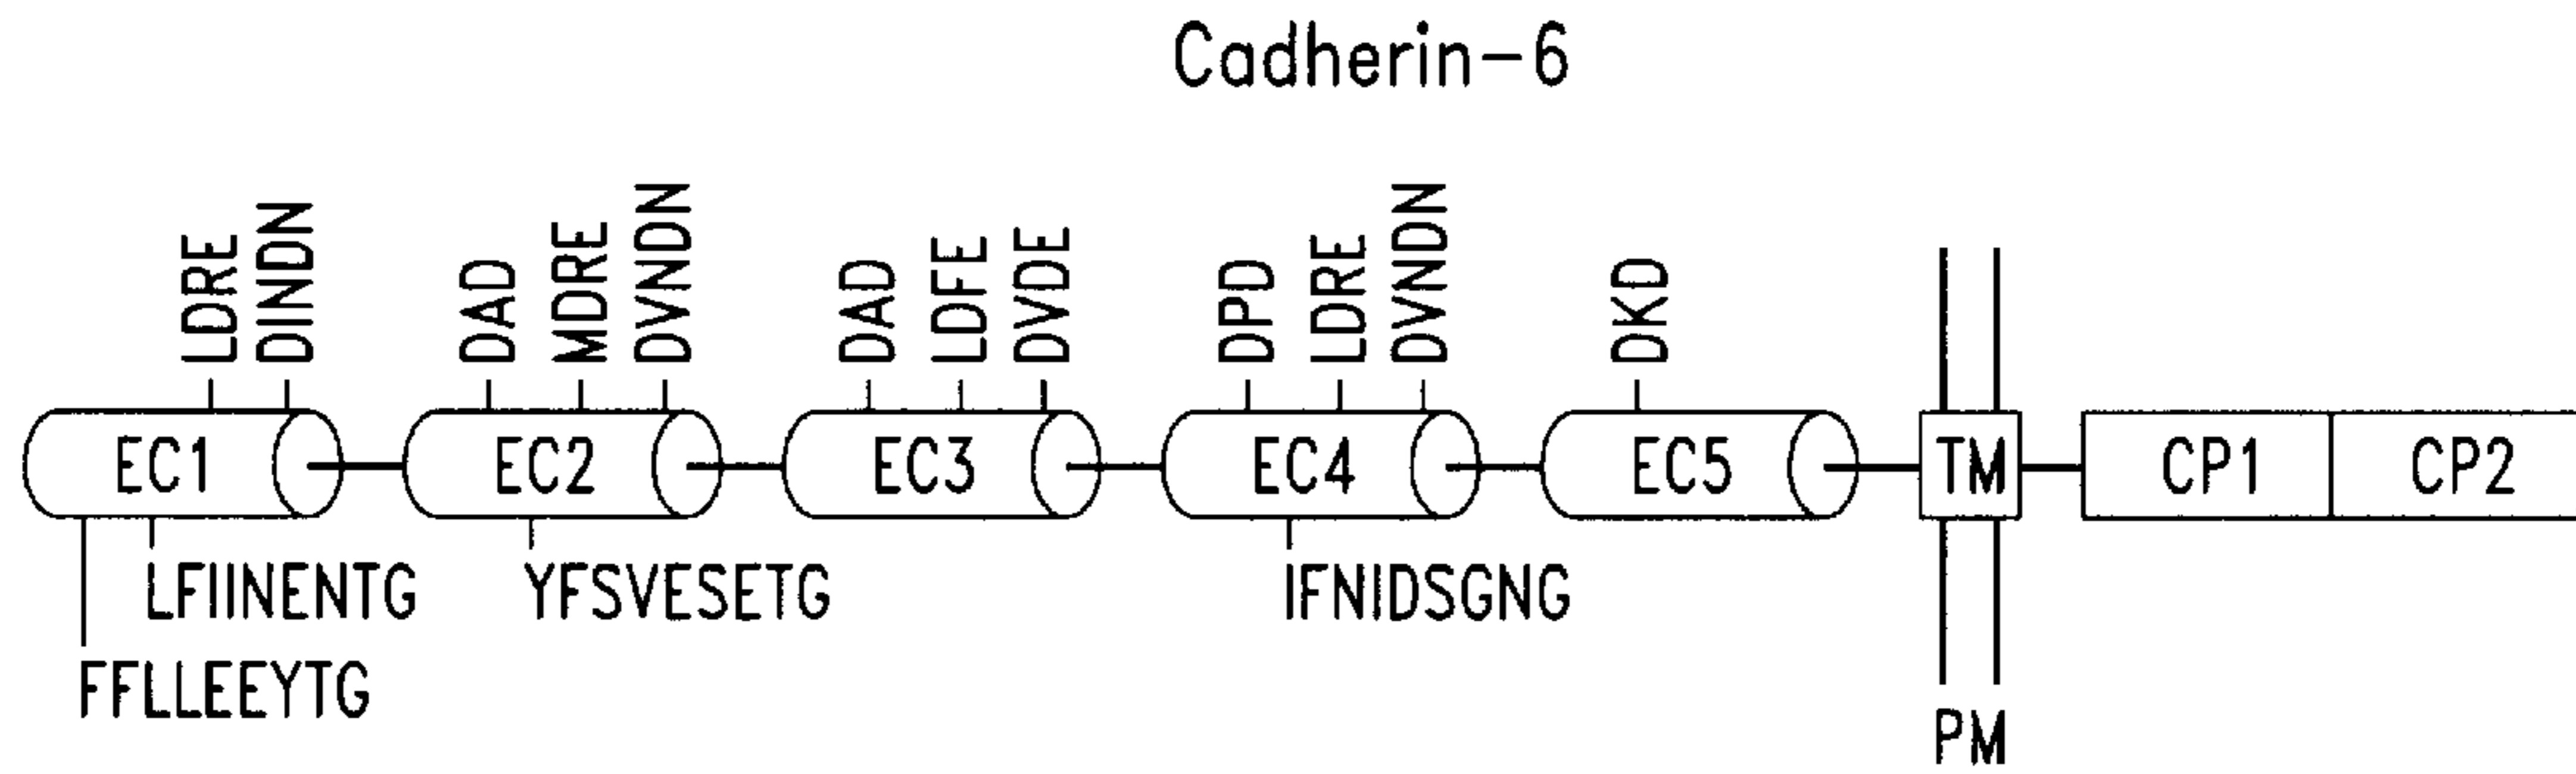 Cadherin-6
LDRE
DINDN
DAD
MDRE
DVNDN
DAD
LDFE
DVDE
DPD
LDRE
DVNDN
DKD
EC1
EC2
EC3
EC4
EC5
TM
CP1
CP2
LFIINENTG
YFSVESETG
IFNIDSGNG
FFLLEEYTG
PM